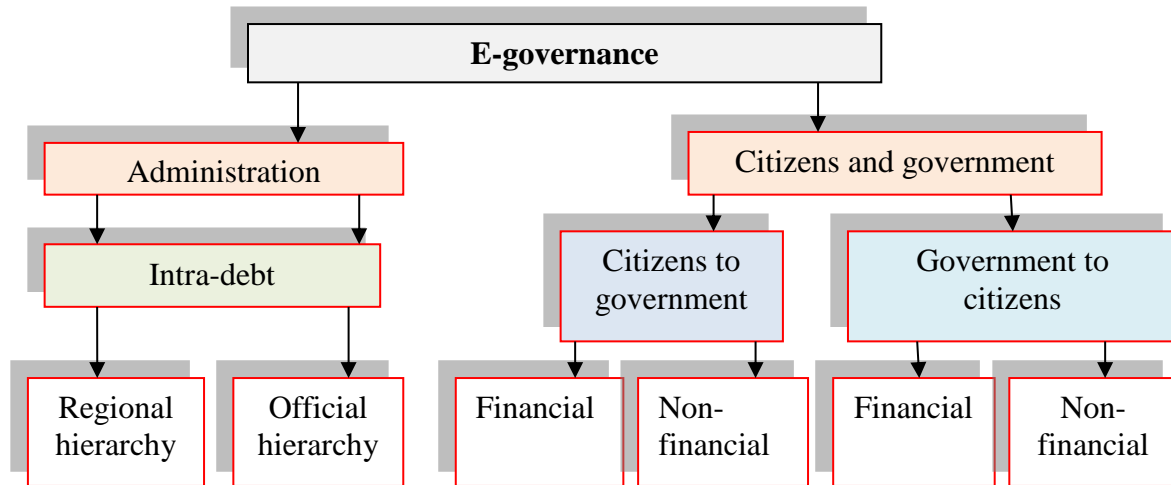 E-governance
Administration
Citizens and government
Intra-debt
Citizens to
government
Government to
citizens
Regional
hierarchy
Official
hierarchy
Financial
Non-
financial
Financial
Non-
financial